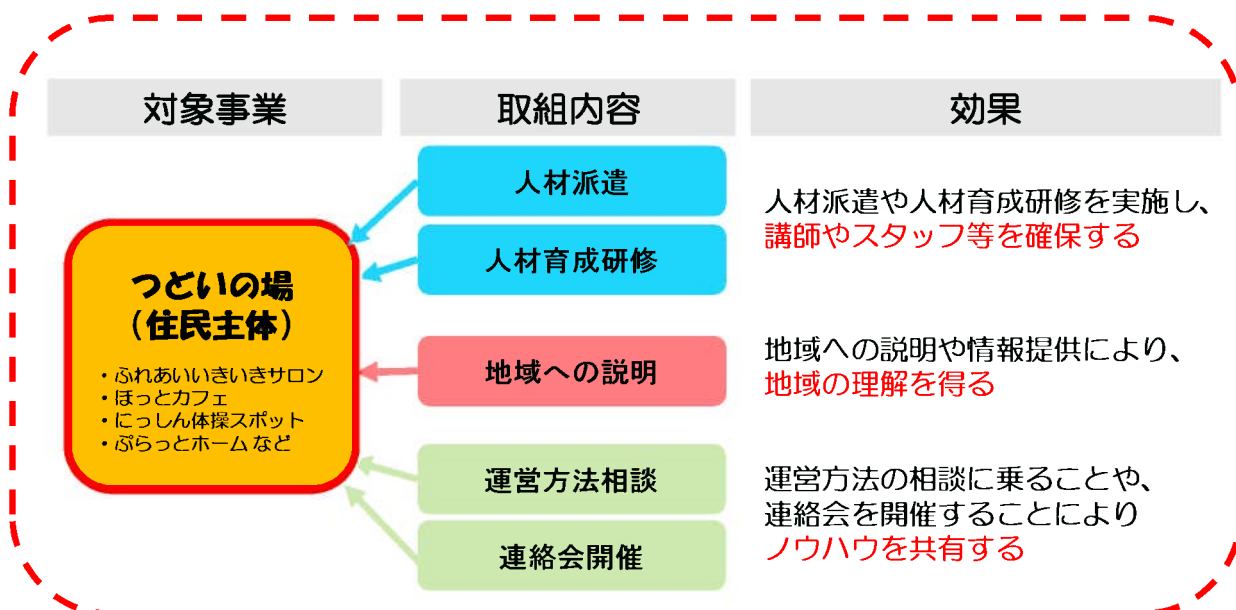 対象事業
取組内容
効果
つどいの場
(住民主体)
・ふれあいいきいきサロン
・ほっとカフェ
・にっしん体操スポット
・ぷらっとホーム など
人材派遣
人材育成研修
地域への説明
運営方法相談
連絡会開催
人材派遣や人材育成研修を実施し、
講師やスタッフ等を確保する
地域への説明や情報提供により、
地域の理解を得る
運営方法の相談に乗ることや、
連絡会を開催することにより
ノウハウを共有する